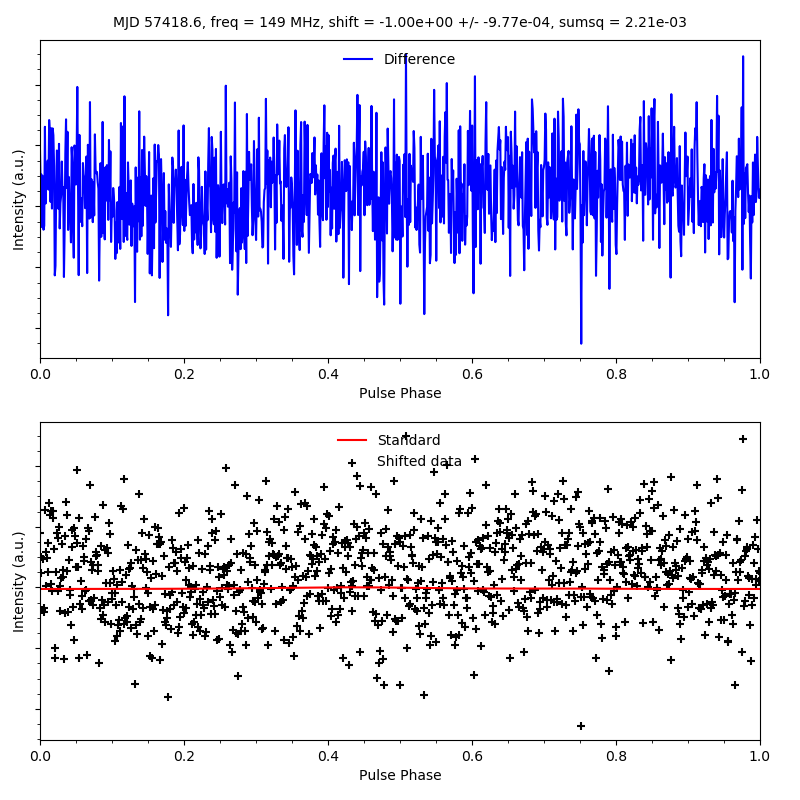 MJD 57418.6, freq = 149 MHz, shift = -1.00e+00 +/- -9.77e-04, sumsq = 2.21e-03
Difference
Intensity (a.u.)
0.0 0.2 0.4 0.6 0.8 1.0
Pulse Phase
Standard
Shifted data
Intensity (a.u.)
0.0 0.2 0.4 0.6 0.8 1.0
Pulse Phase